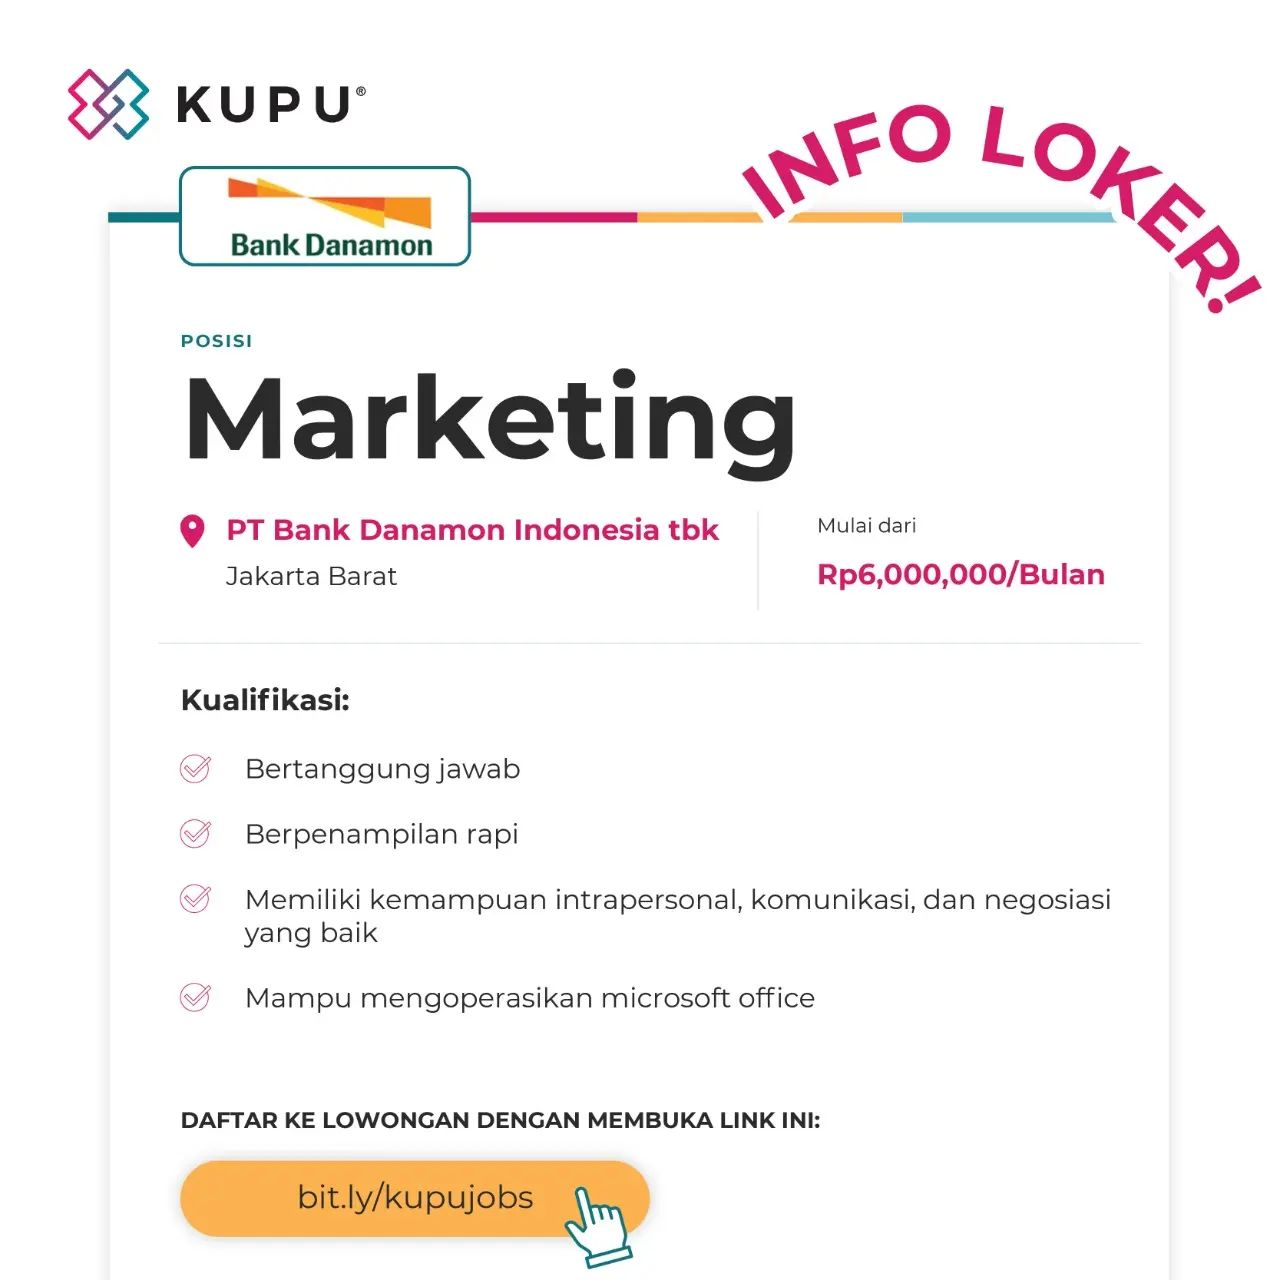 KUPU®
INFO LOKER!
Bank Danamon
POSISI
Marketing
PT Bank Danamon Indonesia tbk
Jakarta Barat
Mulai dari
Rp6,000,000/Bulan
Kualifikasi:
Bertanggung jawab
Berpenampilan rapi
Memiliki kemampuan intrapersonal, komunikasi, dan negosiasi
yang baik
Mampu mengoperasikan microsoft office
DAFTAR KE LOWONGAN DENGAN MEMBUKA LINK INI:
bit.ly/kupujobs